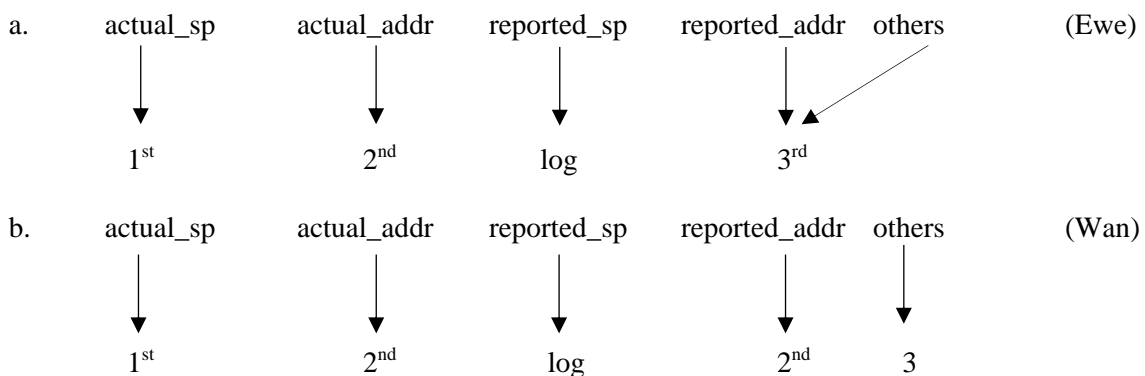 a. actual_sp actual_addr reported_sp reported_addr others (Ewe)
1st 2nd log 3rd
b. actual_sp actual_addr reported_sp reported_addr others (Wan)
1st 2nd log 2nd 3